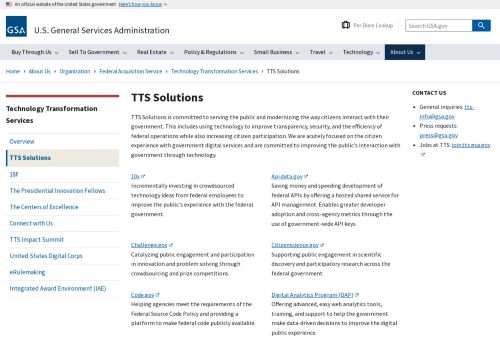 An official website of the United States government Here's how you know
GSA
U.S. General Services Administration
Per Diem Lookup
Search GSA.gov
Buy Through Us
Sell To Government
Real Estate
Policy & Regulations
Small Business
Travel
Technology
About Us
Home › About Us › Organization › Federal Acquisition Service › Technology Transformation Services › TTS Solutions
Technology Transformation
Services
Overview
TTS Solutions
18F
The Presidential Innovation Fellows
The Centers of Excellence
Connect with Us
TTS Impact Summit
United States Digital Corps
eRulemaking
Integrated Award Environment (IAE)
TTS Solutions
TTS Solutions is committed to serving the public and modernizing the way citizens interact with their
government. This includes using technology to improve transparency, security, and the efficiency of
federal operations while also increasing citizen participation. We are acutely focused on the citizen
experience with government digital services and are committed to improving the public's interaction with
government through technology.
10x
Incrementally investing in crowdsourced
technology ideas from federal employees to
improve the public's experience with the federal
government.
Api.data.gov
Saving money and speeding development of
federal APIs by offering a hosted shared service for
API management. Enables greater developer
adoption and cross-agency metrics through the
use of government-wide API keys.
Challenge.gov
Catalyzing public engagement and participation
in innovation and problem solving through
crowdsourcing and prize competitions.
Citizenscience.gov
Supporting public engagement in scientific
discovery and participatory research across the
federal government.
Code.gov
Helping agencies meet the requirements of the
Federal Source Code Policy and providing a
platform to make federal code publicly available.
Digital Analytics Program (DAP)
Offering advanced, easy web analytics tools,
training, and support to help the government
make data-driven decisions to improve the digital
public experience.
CONTACT US
General inquiries: tts-
info@gsa.gov
Press requests:
press@gsa.gov
Jobs at TTS: join.tts.gsa.gov